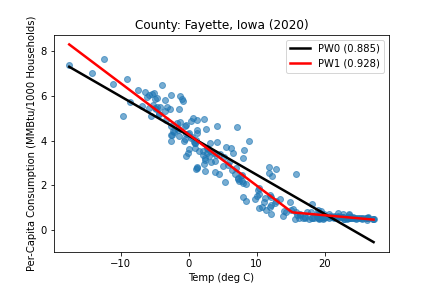 County: Fayette, Iowa (2020)
PW0 (0.885)
PW1 (0.928)
Per-Capita Consumption (MMBtu/1000 Households)
8
6
4
2
0
−10
0
10
20
Temp (deg C)